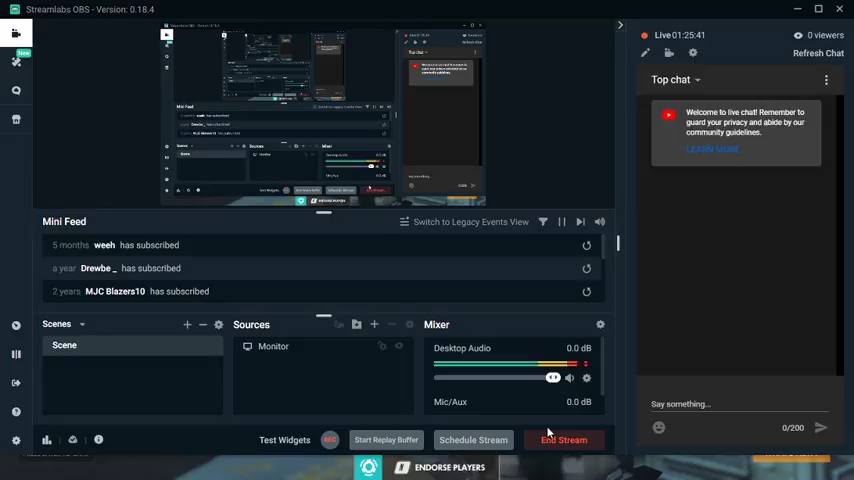 Streamlabs OBS - Version: 0.18.4
New
Live 01:25:41
0 viewers
Refresh Chat
Top chat
Welcome to live chat! Remember to
guard your privacy and abide by our
community guidelines.
LEARN MORE
Mini Feed
Switch to Legacy Events View
5 months weeh has subscribed
a year Drewbe _ has subscribed
2 years MJC Blazers10 has subscribed
Scenes
Scene
Sources
Monitor
Mixer
Desktop Audio 0.0 dB
Mic/Aux 0.0 dB
Test Widgets
REC
Start Replay Buffer
Schedule Stream
End Stream
Say something...
0/200
ENDORSE PLAYERS